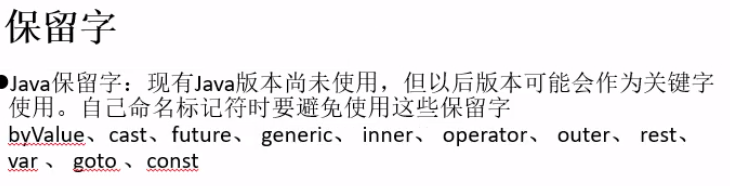 保留字
●Java保留字：现有Java版本尚未使用，但以后版本可能会作为关键字
使用。自己命名标记符时要避免使用这些保留字
byValue、cast、future、 generic、 inner、 operator、 outer、 rest、
var 、 goto 、const